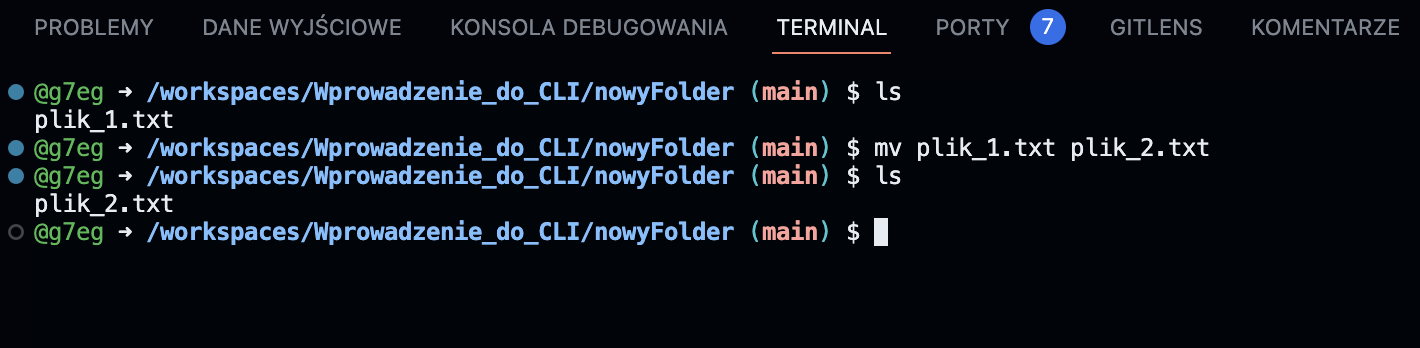 PROBLEMY DANE WYJŚCIOWE KONSOLA DEBUGOWANIA TERMINAL PORTY 7 GITLENS KOMENTARZE
@g7eg ➜ /workspaces/Wprowadzenie_do_CLI/nowyFolder (main) $ ls
plik_1.txt
@g7eg ➜ /workspaces/Wprowadzenie_do_CLI/nowyFolder (main) $ mv plik_1.txt plik_2.txt
@g7eg ➜ /workspaces/Wprowadzenie_do_CLI/nowyFolder (main) $ ls
plik_2.txt
@g7eg ➜ /workspaces/Wprowadzenie_do_CLI/nowyFolder (main) $